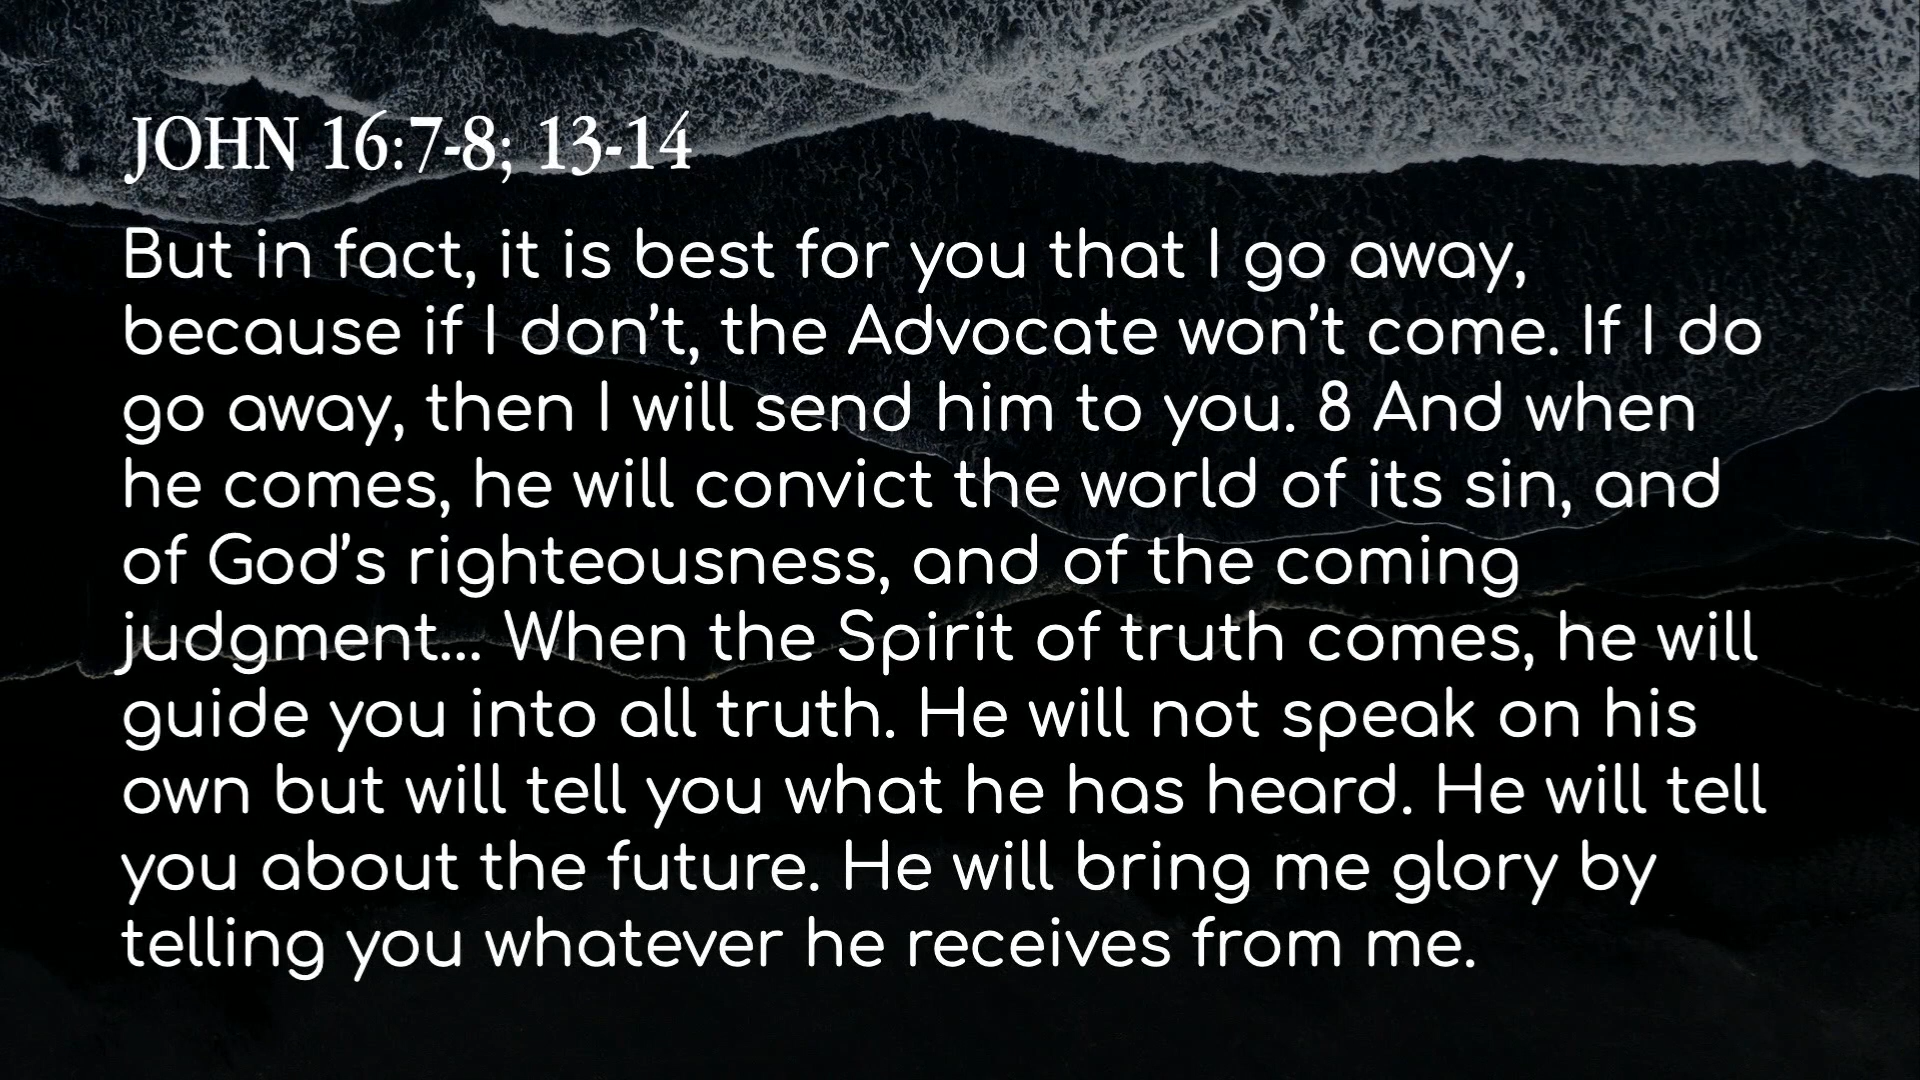 JOHN 16:7-8; 13-14
But in fact, it is best for you that I go away,
because if I don’t, the Advocate won’t come. If I do
go away, then I will send him to you. 8 And when
he comes, he will convict the world of its sin, and
of God’s righteousness, and of the coming
judgment... When the Spirit of truth comes, he will
guide you into all truth. He will not speak on his
own but will tell you what he has heard. He will tell
you about the future. He will bring me glory by
telling you whatever he receives from me.